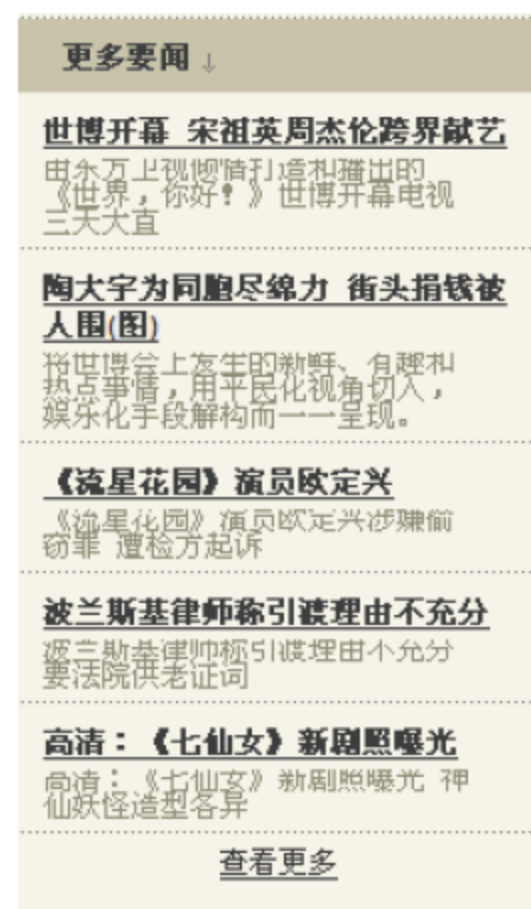 更多要闻 ↓
世博开幕 宋祖英周杰伦跨界献艺
由东方卫视倾情打造和播出的
《世界，你好！》世博开幕电视
三天大直
陶大宇为同胞尽绵力 街头捐钱被
人围(图)
将世博会上发生的新鲜、有趣和
热点事情，用平民化视角切入，
娱乐化手段解构而一一呈现。
《流星花园》演员欧定兴
《流星花园》演员欧定兴涉嫌偷
窃罪 遭检方起诉
波兰斯基律师称引渡理由不充分
波兰斯基律师称引渡理由不充分
要法院供老证词
高清：《七仙女》新剧照曝光
高清：《七仙女》新剧照曝光 神
仙妖怪造型各异
查看更多